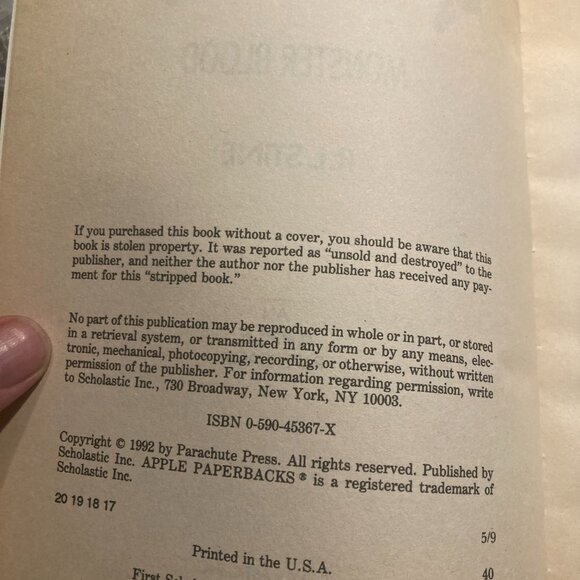 If you purchased this book without a cover, you should be aware that this
book is stolen property. It was reported as “unsold and destroyed” to the
publisher, and neither the author nor the publisher has received any pay-
ment for this “stripped book.”
No part of this publication may be reproduced in whole or in part, or stored
in a retrieval system, or transmitted in any form or by any means, elec-
tronic, mechanical, photocopying, recording, or otherwise, without written
permission of the publisher. For information regarding permission, write
to Scholastic Inc., 730 Broadway, New York, NY 10003.
ISBN 0-590-45367-X
Copyright © 1992 by Parachute Press. All rights reserved. Published by
Scholastic Inc. APPLE PAPERBACKS ® is a registered trademark of
Scholastic Inc.
20 19 18 17
5/9
Printed in the U.S.A.
40
First